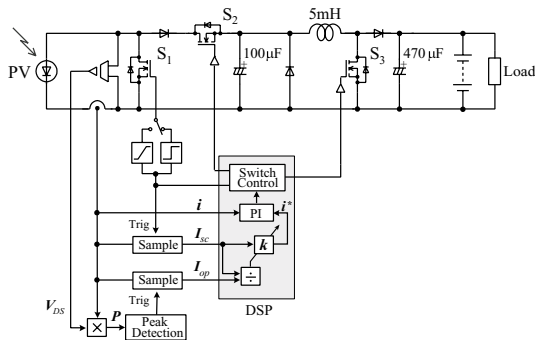 S2
5mH
PV
S1
100µF
S3
470µF
Load
Switch Control
i
PI
i*
Trig
Sample
Isc
k
Sample
Iop
÷
Trig
DSP
VDS
×
P
Peak Detection